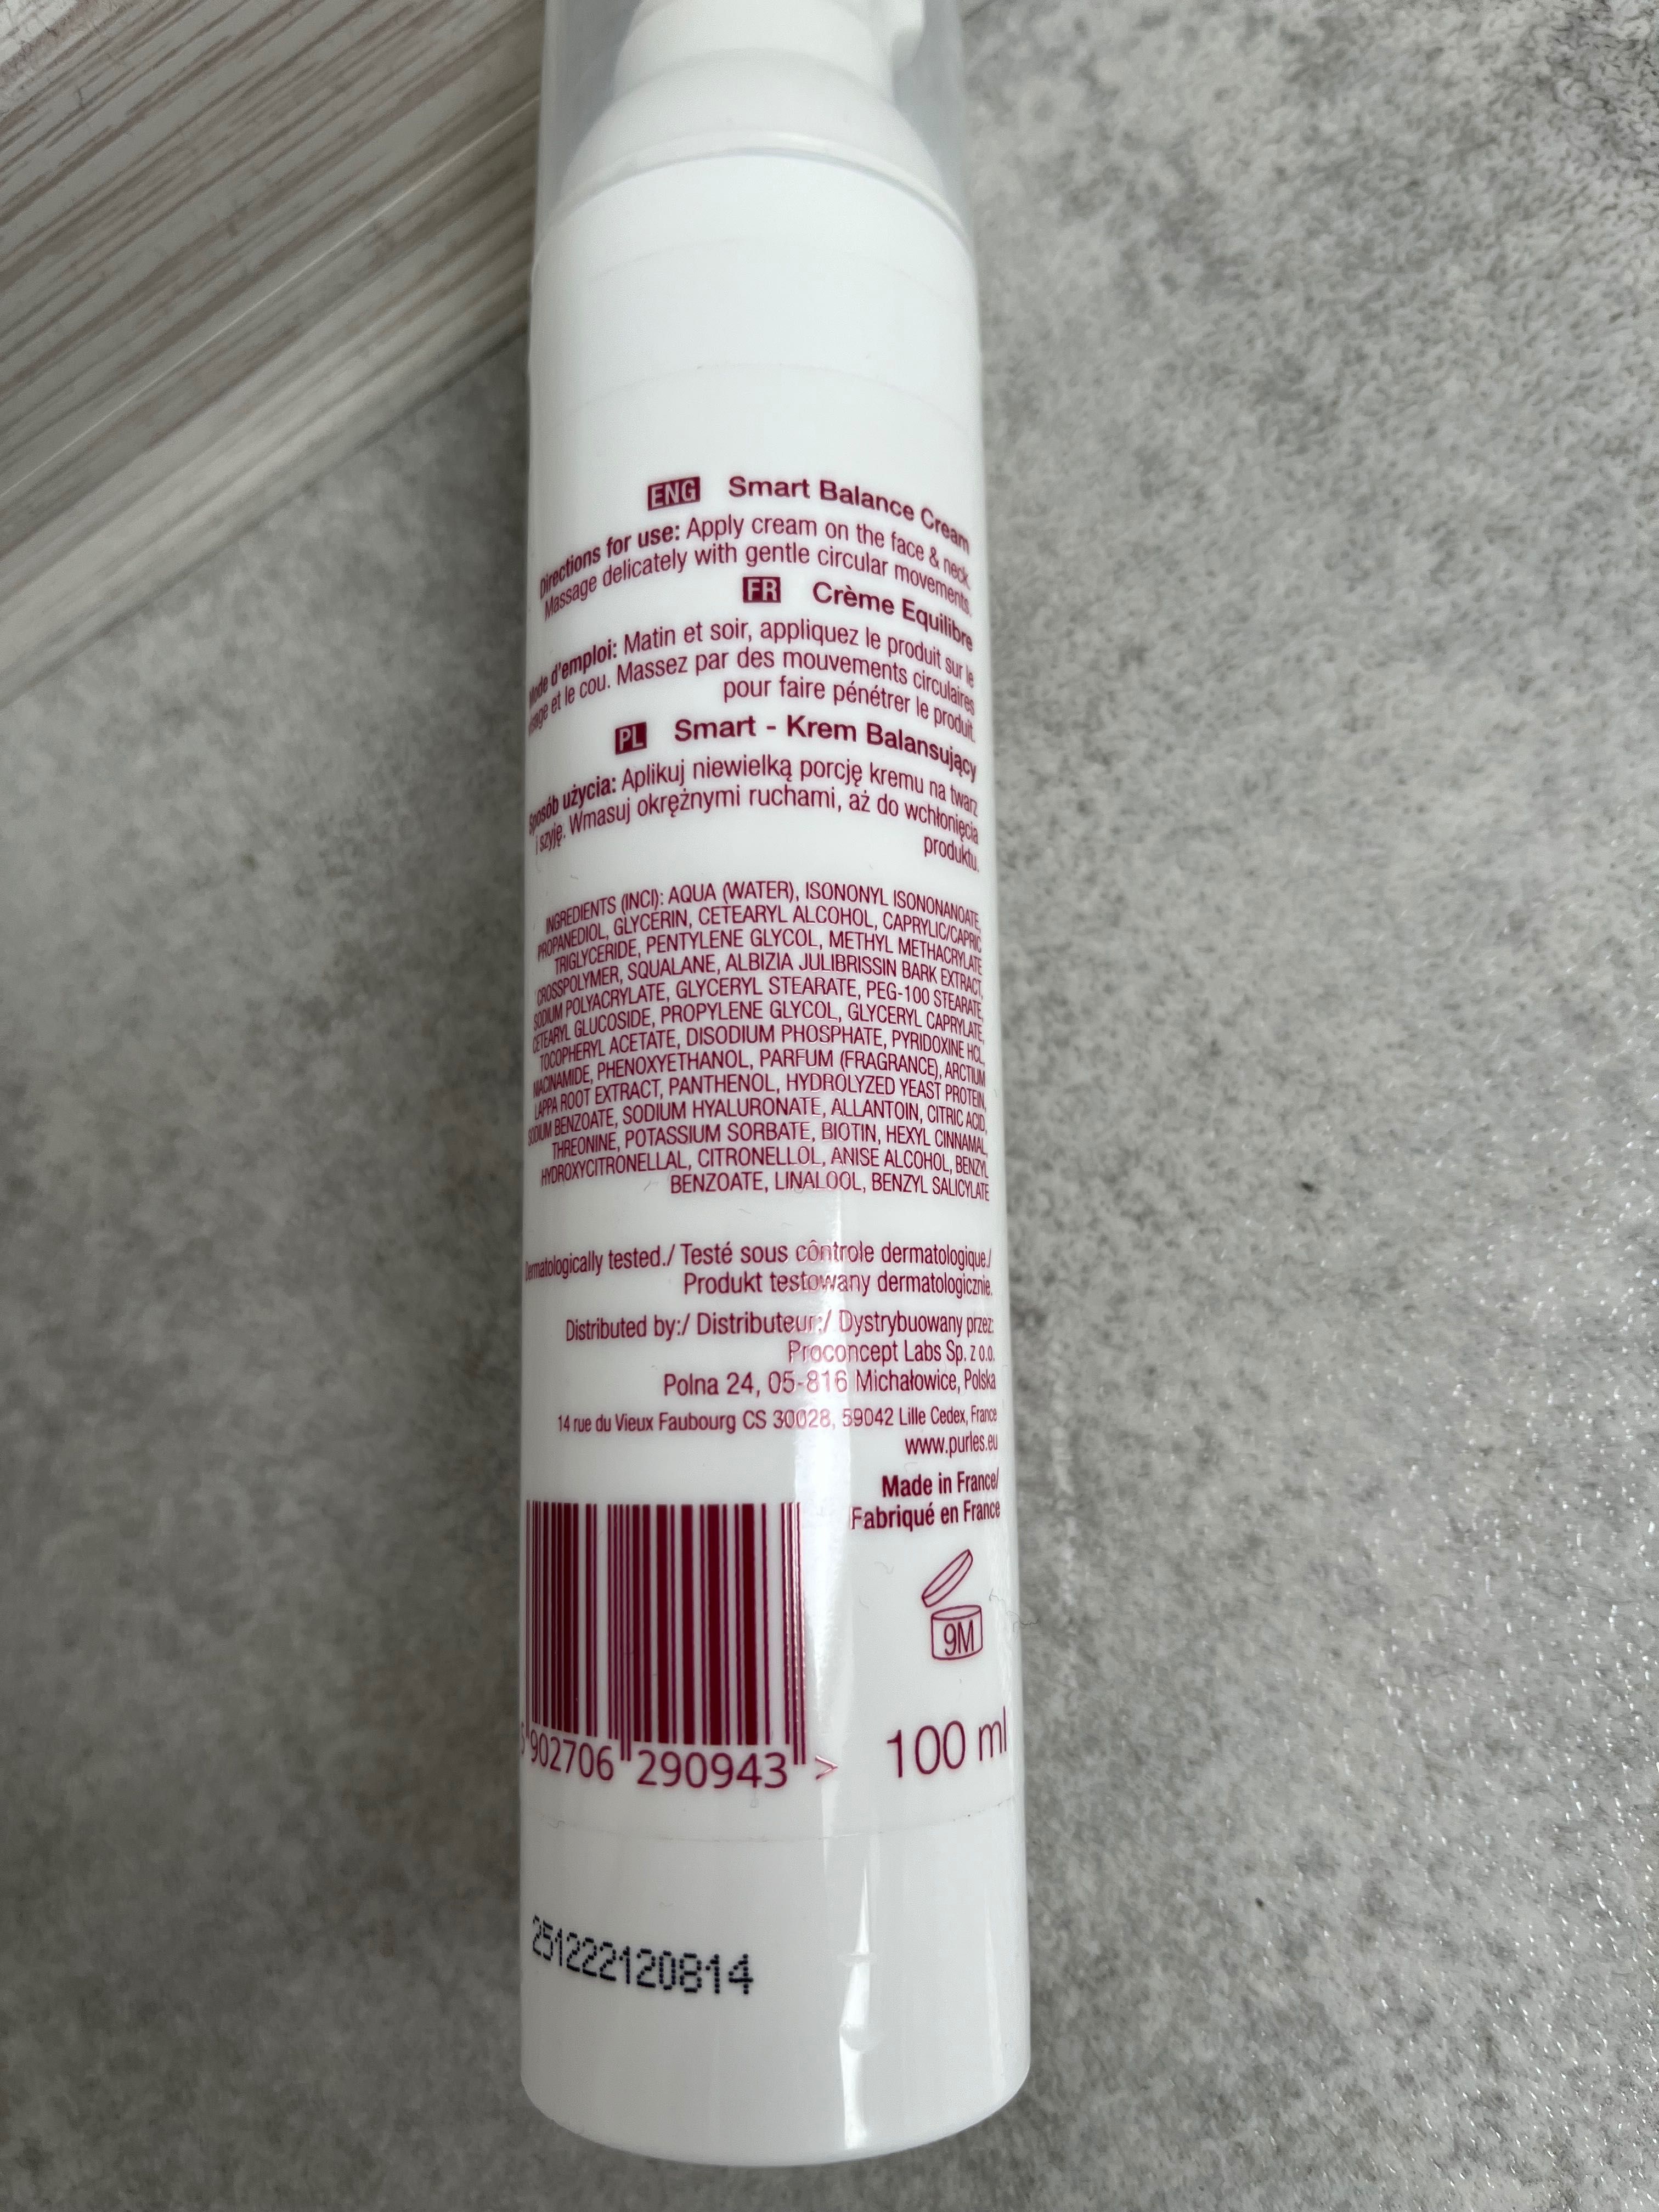 ENG Smart Balance Cream
Directions for use: Apply cream on the face & neck.
Massage delicately with gentle circular movements.
FR Crème Equilibre
Mode d'emploi: Matin et soir, appliquez le produit sur le
visage et le cou. Massez par des mouvements circulaires
pour faire pénétrer le produit.
PL Smart - Krem Balansujący
Sposób użycia: Aplikuj niewielką porcję kremu na twarz
i szyję. Wmasuj okrężnymi ruchami, aż do wchłonięcia
produktu.
INGREDIENTS (INCI): AQUA (WATER), ISONONYL ISONONANOATE,
PROPANEDIOL, GLYCERIN, CETEARYL ALCOHOL, CAPRYLIC/CAPRIC
TRIGLYCERIDE, PENTYLENE GLYCOL, METHYL METHACRYLATE
CROSSPOLYMER, SQUALANE, ALBIZIA JULIBRISSIN BARK EXTRACT,
SODIUM POLYACRYLATE, GLYCERYL STEARATE, PEG-100 STEARATE,
CETEARYL GLUCOSIDE, PROPYLENE GLYCOL, GLYCERYL CAPRYLATE,
TOCOPHERYL ACETATE, DISODIUM PHOSPHATE, PYRIDOXINE HCL,
NIACINAMIDE, PHENOXYETHANOL, PARFUM (FRAGRANCE), ARCTIUM
LAPPA ROOT EXTRACT, PANTHENOL, HYDROLYZED YEAST PROTEIN,
SODIUM BENZOATE, SODIUM HYALURONATE, ALLANTOIN, CITRIC ACID,
THREONINE, POTASSIUM SORBATE, BIOTIN, HEXYL CINNAMAL,
HYDROXYCITRONELLAL, CITRONELLOL, ANISE ALCOHOL, BENZYL
BENZOATE, LINALOOL, BENZYL SALICYLATE
Dermatologically tested./ Testé sous côntrole dermatologique./
Produkt testowany dermatologicznie.
Distributed by:/ Distributeur:/ Dystrybuowany przez:
Proconcept Labs Sp. z o.o.
Polna 24, 05-816 Michałowice, Polska
14 rue du Vieux Faubourg CS 30028, 59042 Lille Cedex, France
www.purles.eu
Made in France/
Fabriqué en France
9M
5 902706 290943 >
100 ml
251222120814